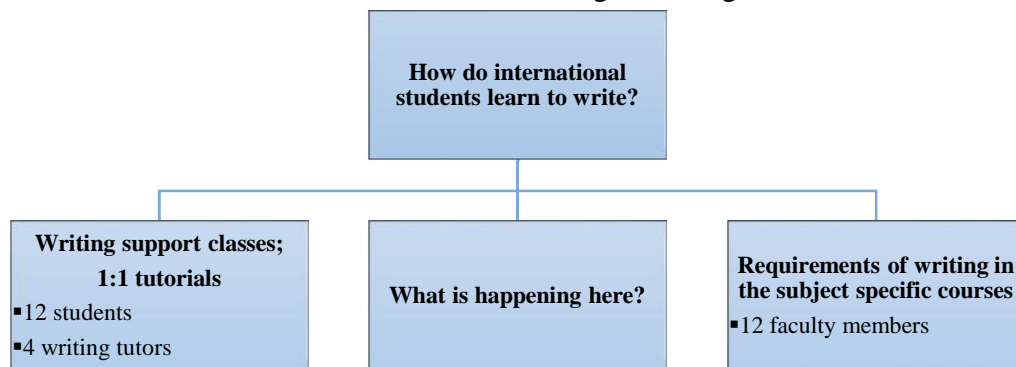 How do international
students learn to write?
Writing support classes;
1:1 tutorials
▪12 students
▪4 writing tutors
What is happening here?
Requirements of writing in
the subject specific courses
▪12 faculty members